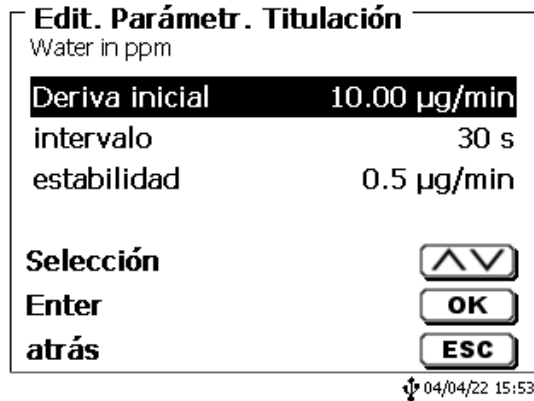 Edit. Parámetr. Titulación
Water in ppm
Deriva inicial 10.00 µg/min
intervalo 30 s
estabilidad 0.5 µg/min
Selección
Enter OK
atrás ESC
04/04/22 15:53